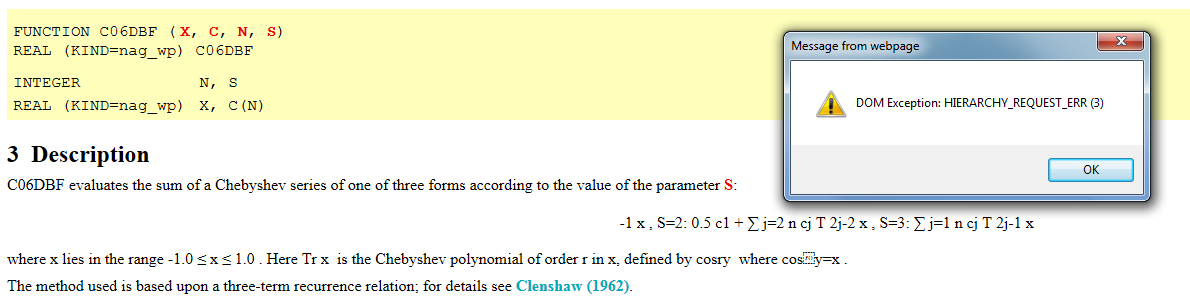 FUNCTION C06DBF (X, C, N, S)
REAL (KIND=nag_wp) C06DBF
INTEGER N, S
REAL (KIND=nag_wp) X, C(N)
Message from webpage
DOM Exception: HIERARCHY_REQUEST_ERR (3)
OK
3 Description
C06DBF evaluates the sum of a Chebyshev series of one of three forms according to the value of the parameter S:
-1 x , S=2: 0.5 c1 + ∑ j=2 n cj T 2j-2 x , S=3: ∑ j=1 n cj T 2j-1 x
where x lies in the range -1.0 ≤ x ≤ 1.0 . Here Tr x is the Chebyshev polynomial of order r in x, defined by cosry where cosy=x .
The method used is based upon a three-term recurrence relation; for details see Clenshaw (1962).